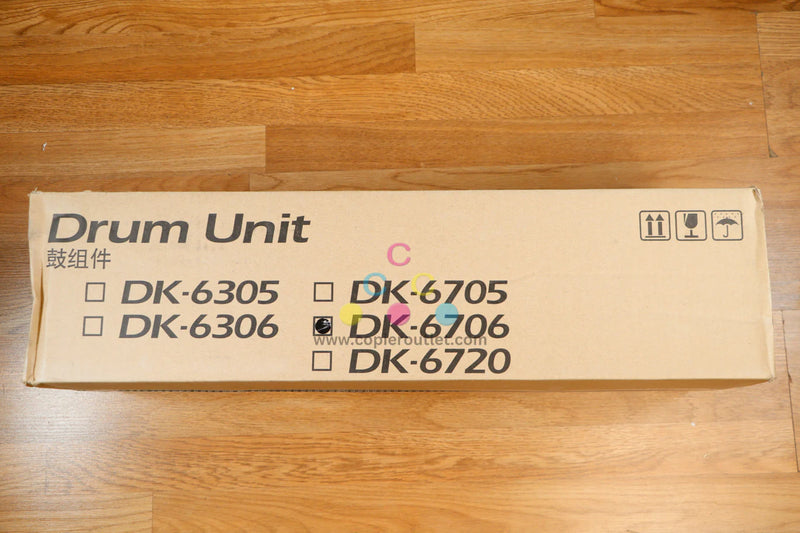 Drum Unit
鼓组件
DK-6305
DK-6306
DK-6705
DK-6706
DK-6720
C
O C
www.copieroutlet.com